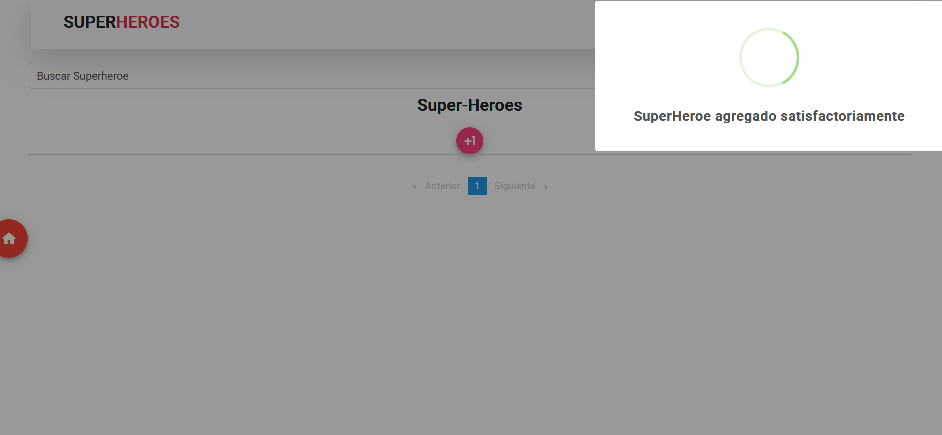 SUPERHEROES
SuperHeroe agregado satisfactoriamente
Buscar Superheroe
Super-Heroes
+1
« Anterior 1 Siguiente »